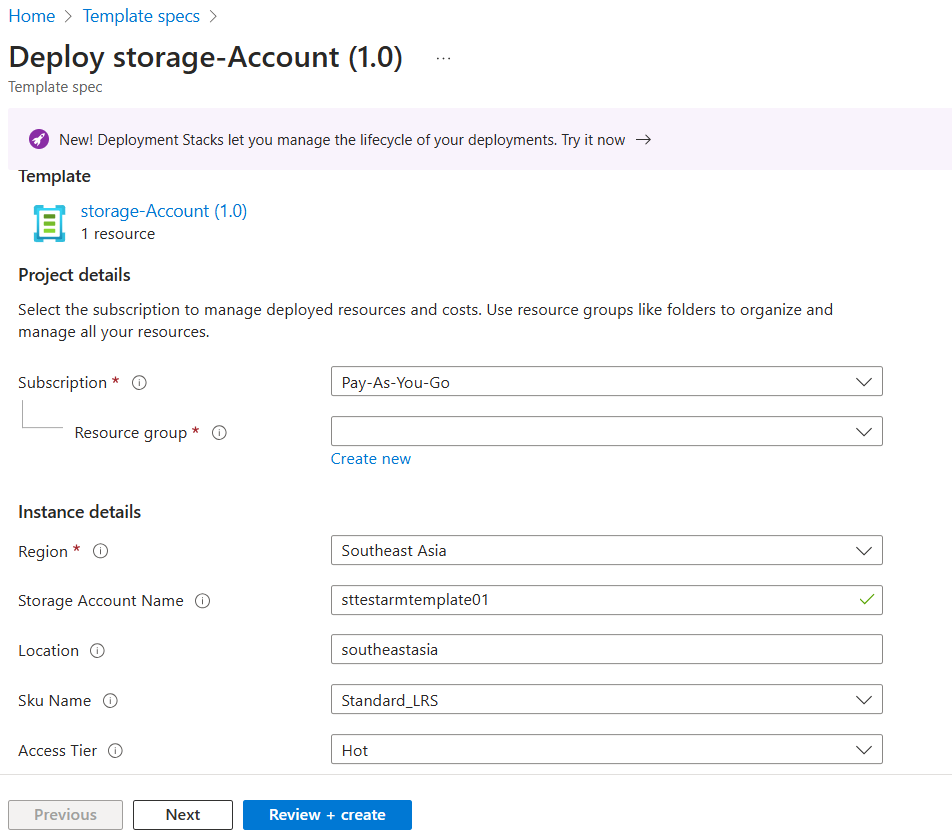 Home > Template specs >
Deploy storage-Account (1.0) ...
Template spec
New! Deployment Stacks let you manage the lifecycle of your deployments. Try it now →
Template
storage-Account (1.0)
1 resource
Project details
Select the subscription to manage deployed resources and costs. Use resource groups like folders to organize and
manage all your resources.
Subscription * Pay-As-You-Go
Resource group *
Create new
Instance details
Region * Southeast Asia
Storage Account Name sttestarmtemplate01
Location southeastasia
Sku Name Standard_LRS
Access Tier Hot
Previous Next Review + create